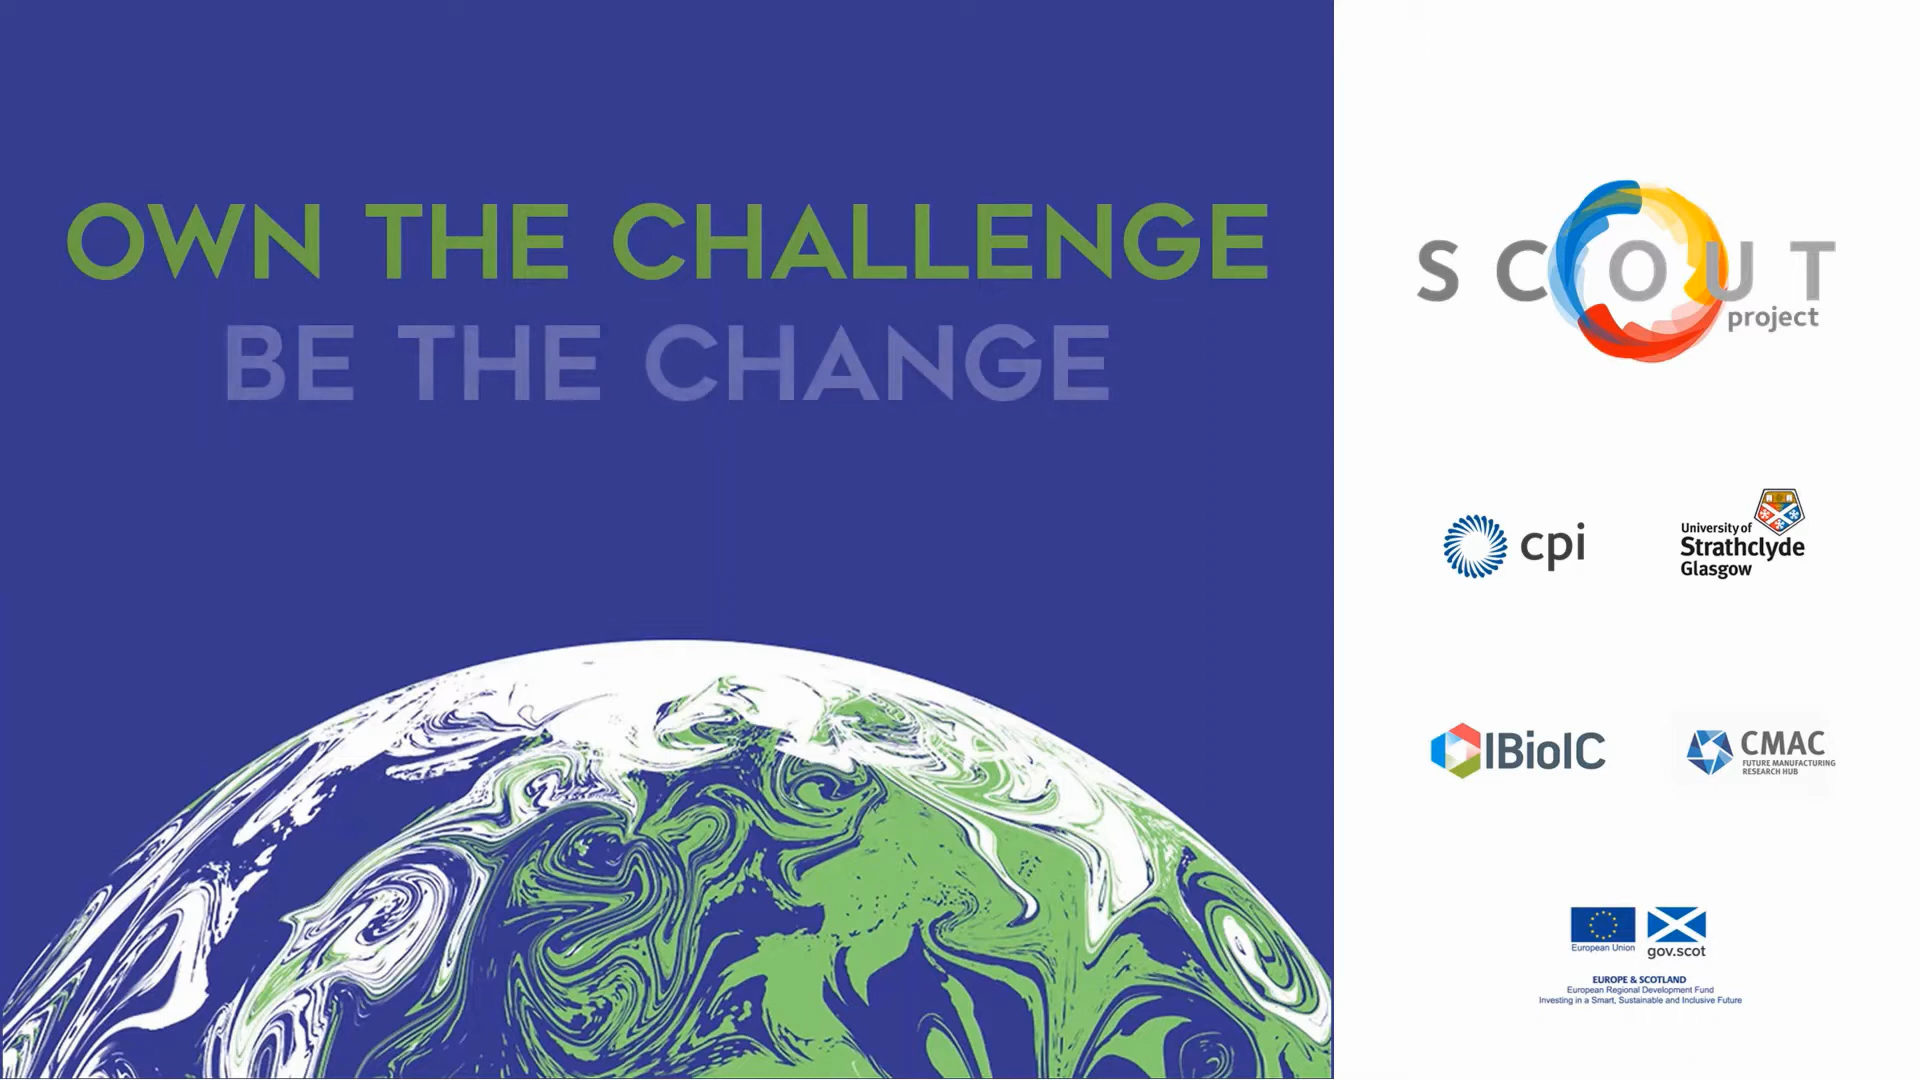 OWN THE CHALLENGE
BE THE CHANGE
SCOUT
project
cpi
University of
Strathclyde
Glasgow
IBioIC
CMAC
FUTURE MANUFACTURING
RESEARCH HUB
European Union
gov.scot
EUROPE & SCOTLAND
European Regional Development Fund
Investing in a Smart, Sustainable and Inclusive Future